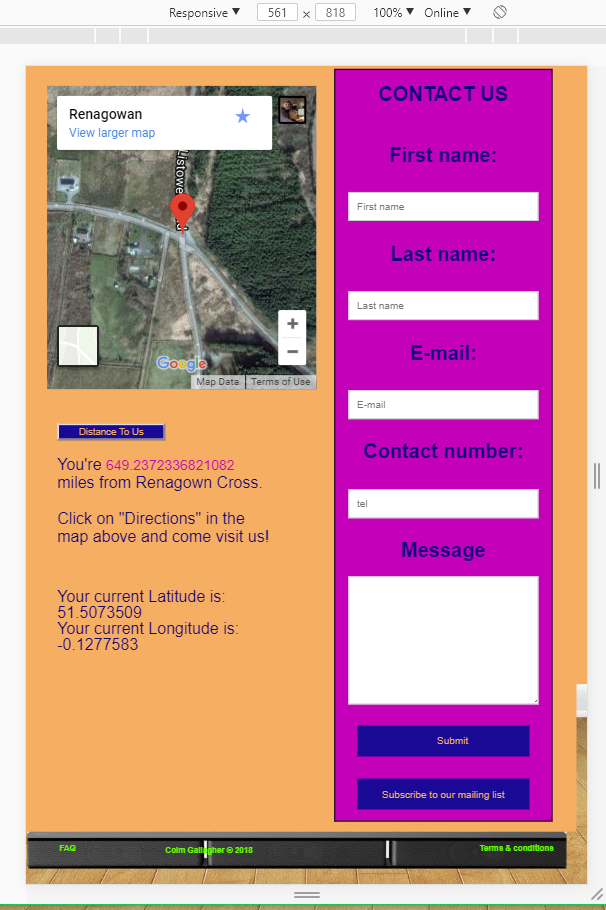 Responsive ▼ 561 × 818 100% ▼ Online ▼
Renagowan
View larger map
Listowe
d
+
−
Google
Map Data
Terms of Use
Distance To Us
You're 649.2372336821082
miles from Renagown Cross.
Click on "Directions" in the
map above and come visit us!
Your current Latitude is:
51.5073509
Your current Longitude is:
-0.1277583
CONTACT US
First name:
First name
Last name:
Last name
E-mail:
E-mail
Contact number:
tel
Message
Submit
Subscribe to our mailing list
FAQ
Colm Gallagher © 2018
Terms & conditions